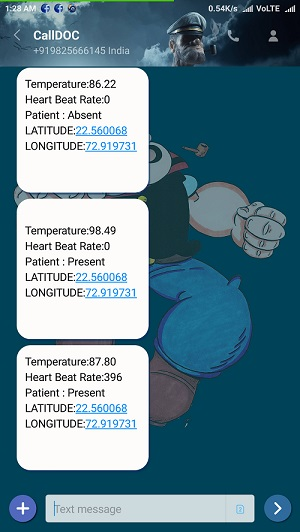 1:28 AM
0.54K/s
VoLTE
CallDOC
+919825666145 India
Temperature:86.22
Heart Beat Rate:0
Patient : Absent
LATITUDE:22.560068
LONGITUDE:72.919731
Temperature:98.49
Heart Beat Rate:0
Patient : Present
LATITUDE:22.560068
LONGITUDE:72.919731
Temperature:87.80
Heart Beat Rate:396
Patient : Present
LATITUDE:22.560068
LONGITUDE:72.919731
Text message